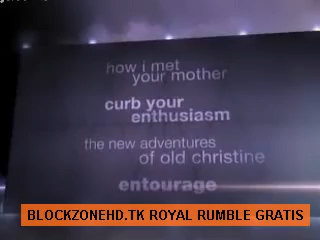 how i met
your mother
curb your
enthusiasm
the new adventures
of old christine
entourage
BLOCKZONEHD.TK ROYAL RUMBLE GRATIS